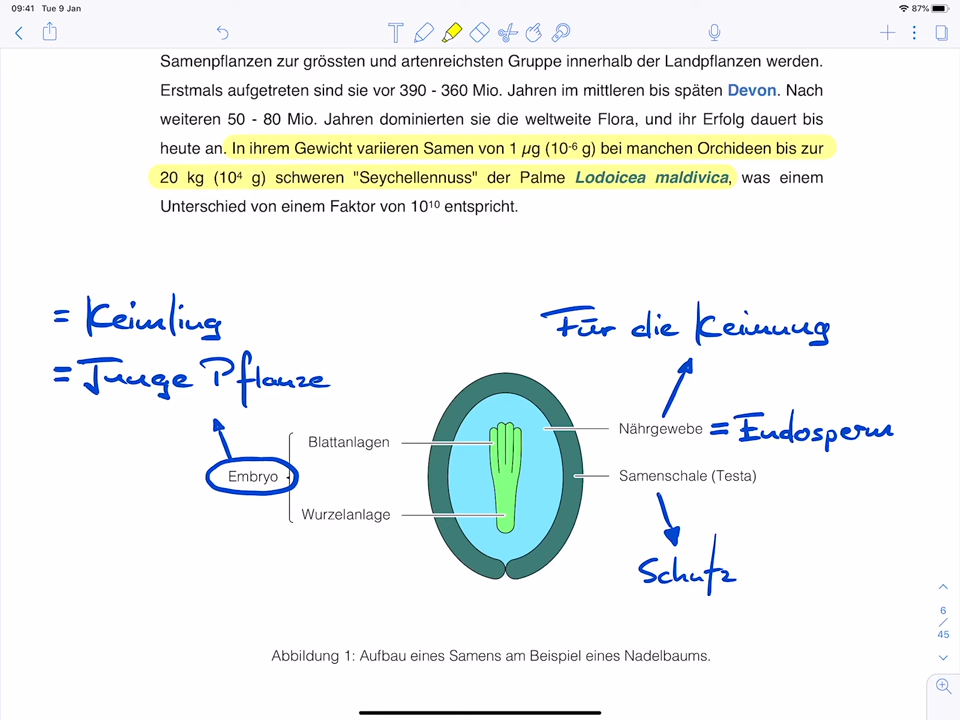 09:41 Tue 9 Jan
87%
Samenpflanzen zur grössten und artenreichsten Gruppe innerhalb der Landpflanzen werden.
Erstmals aufgetreten sind sie vor 390 - 360 Mio. Jahren im mittleren bis späten Devon. Nach
weiteren 50 - 80 Mio. Jahren dominierten sie die weltweite Flora, und ihr Erfolg dauert bis
heute an. In ihrem Gewicht variieren Samen von 1 µg (10⁻⁶ g) bei manchen Orchideen bis zur
20 kg (10⁴ g) schweren "Seychellennuss" der Palme Lodoicea maldivica, was einem
Unterschied von einem Faktor von 10¹⁰ entspricht.
= Keimling
= Junge Pflanze
Für die Keimung
Blattanlagen
Embryo
Wurzelanlage
Nährgewebe = Endosperm
Samenschale (Testa)
Schutz
6
/
45
Abbildung 1: Aufbau eines Samens am Beispiel eines Nadelbaums.